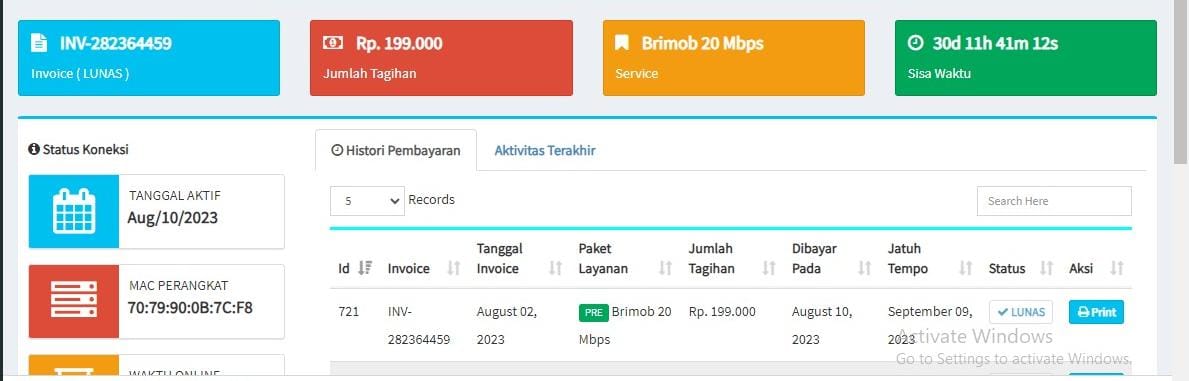 INV-282364459
Invoice ( LUNAS )
Rp. 199.000
Jumlah Tagihan
Brimob 20 Mbps
Service
30d 11h 41m 12s
Sisa Waktu
Status Koneksi
TANGGAL AKTIF
Aug/10/2023
MAC PERANGKAT
70:79:90:0B:7C:F8
WAKTU ONLINE
Histori Pembayaran
Aktivitas Terakhir
5
Records
Search Here
Id
Invoice
Tanggal
Invoice
Paket
Layanan
Jumlah
Tagihan
Dibayar
Pada
Jatuh
Tempo
Status
Aksi
721
INV-
282364459
August 02,
2023
PRE Brimob 20
Mbps
Rp. 199.000
August 10,
2023
September 09,
2023
LUNAS
Print
Activate Windows
Go to Settings to activate Windows.